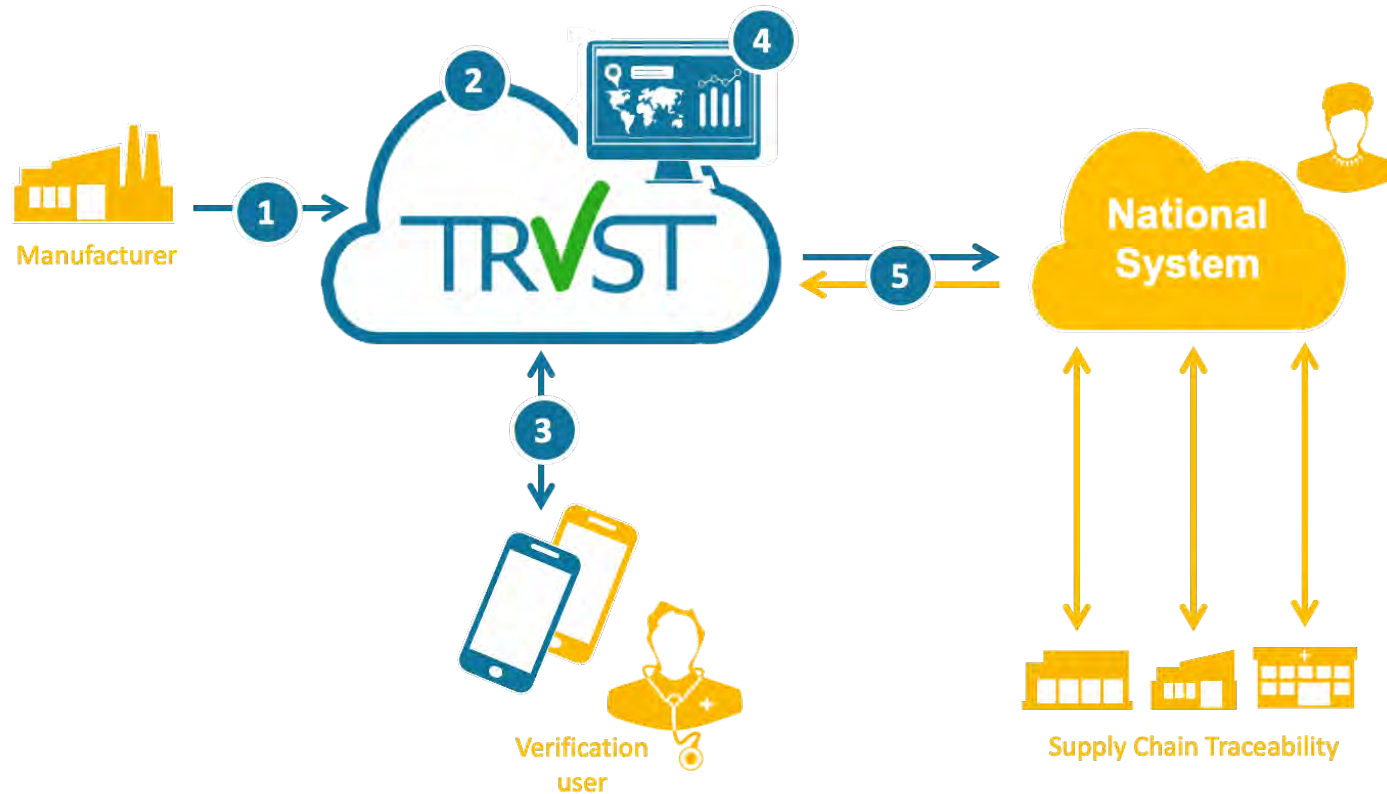 4
2
1
Manufacturer
TRVST
National
System
5
3
Verification
user
Supply Chain Traceability